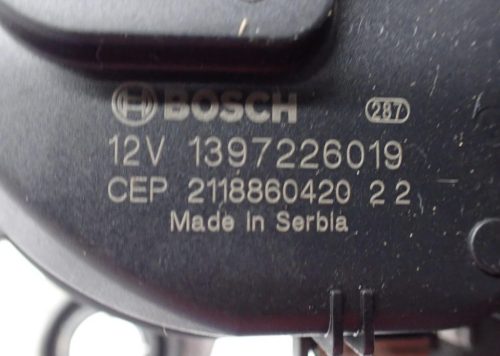 BOSCH 287
12V 1397226019
CEP 2118860420 2 2
Made in Serbia